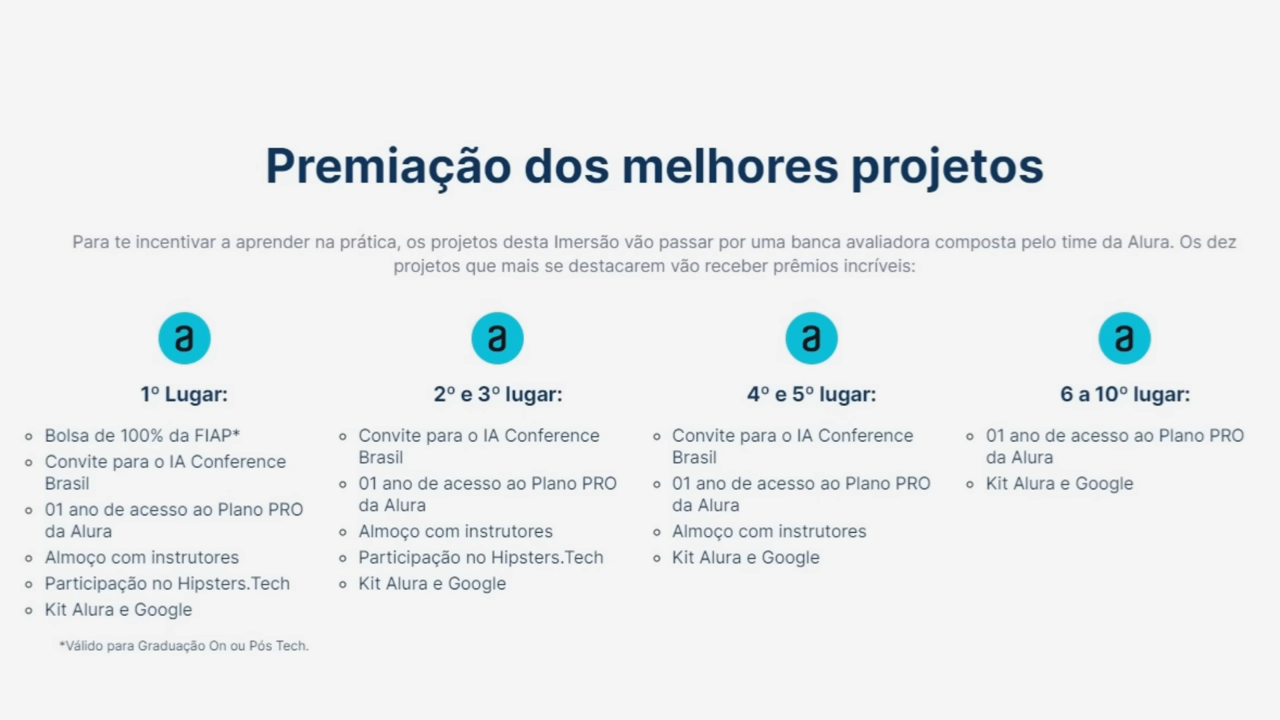 Premiação dos melhores projetos
Para te incentivar a aprender na prática, os projetos desta Imersão vão passar por uma banca avaliadora composta pelo time da Alura. Os dez
projetos que mais se destacarem vão receber prêmios incríveis:
a
1º Lugar:
Bolsa de 100% da FIAP*
Convite para o IA Conference
Brasil
01 ano de acesso ao Plano PRO
da Alura
Almoço com instrutores
Participação no Hipsters.Tech
Kit Alura e Google
*Válido para Graduação On ou Pós Tech.
a
2º e 3º lugar:
Convite para o IA Conference
Brasil
01 ano de acesso ao Plano PRO
da Alura
Almoço com instrutores
Participação no Hipsters.Tech
Kit Alura e Google
a
4º e 5º lugar:
Convite para o IA Conference
Brasil
01 ano de acesso ao Plano PRO
da Alura
Almoço com instrutores
Kit Alura e Google
a
6 a 10º lugar:
01 ano de acesso ao Plano PRO
da Alura
Kit Alura e Google